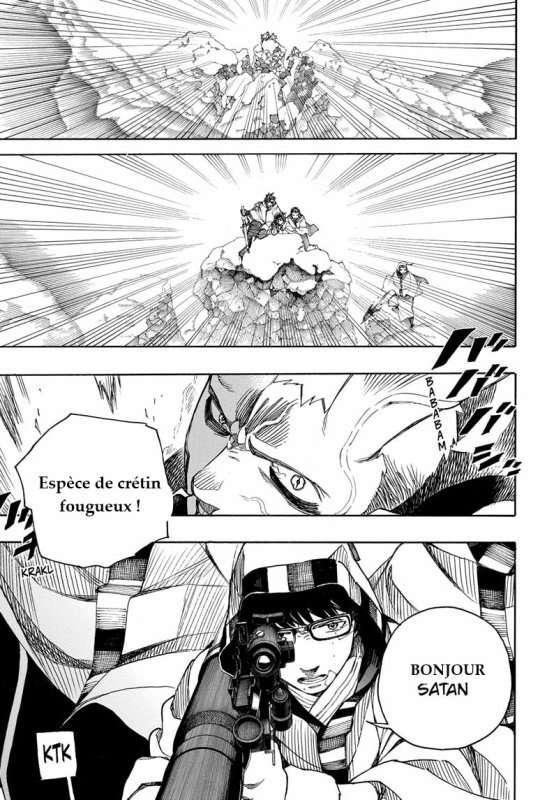 BABABAM
Espèce de crétin
fougueux !
KRAKL
BONJOUR
SATAN
KTK